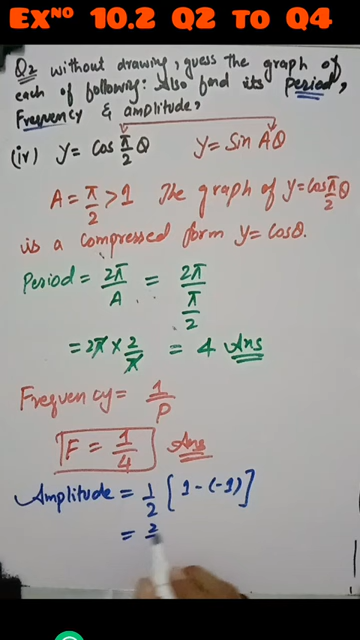 Exᴺᴼ 10.2 Q2 TO Q4
Q2 without drawing, guess the graph of
each of following: Also find its Period,
Frequency & amplitude,
(iv) y = Cos π/2 θ y = Sin Aθ
A = π/2 > 1 The graph of y = Cos π/2 θ
is a compressed form y = Cosθ.
Period = 2π/A = 2π/(π/2)
= 2π × 2/π = 4 Ans
Frequency = 1/P
F = 1/4 Ans
Amplitude = 1/2 [1-(-1)]
= 2